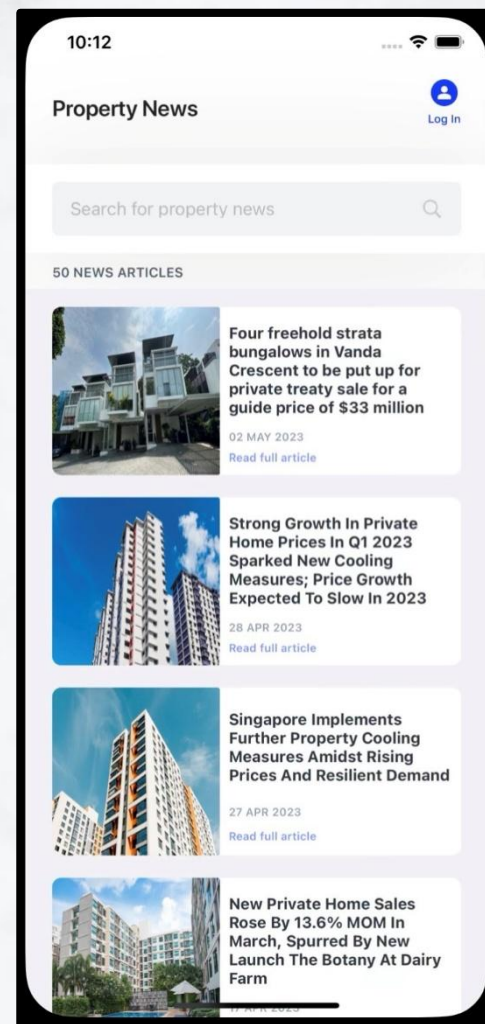 10:12
Property News
Log In
Search for property news
50 NEWS ARTICLES
Four freehold strata
bungalows in Vanda
Crescent to be put up for
private treaty sale for a
guide price of $33 million
02 MAY 2023
Read full article
Strong Growth In Private
Home Prices In Q1 2023
Sparked New Cooling
Measures; Price Growth
Expected To Slow In 2023
28 APR 2023
Read full article
Singapore Implements
Further Property Cooling
Measures Amidst Rising
Prices And Resilient Demand
27 APR 2023
Read full article
New Private Home Sales
Rose By 13.6% MOM In
March, Spurred By New
Launch The Botany At Dairy
Farm
17 APR 2023